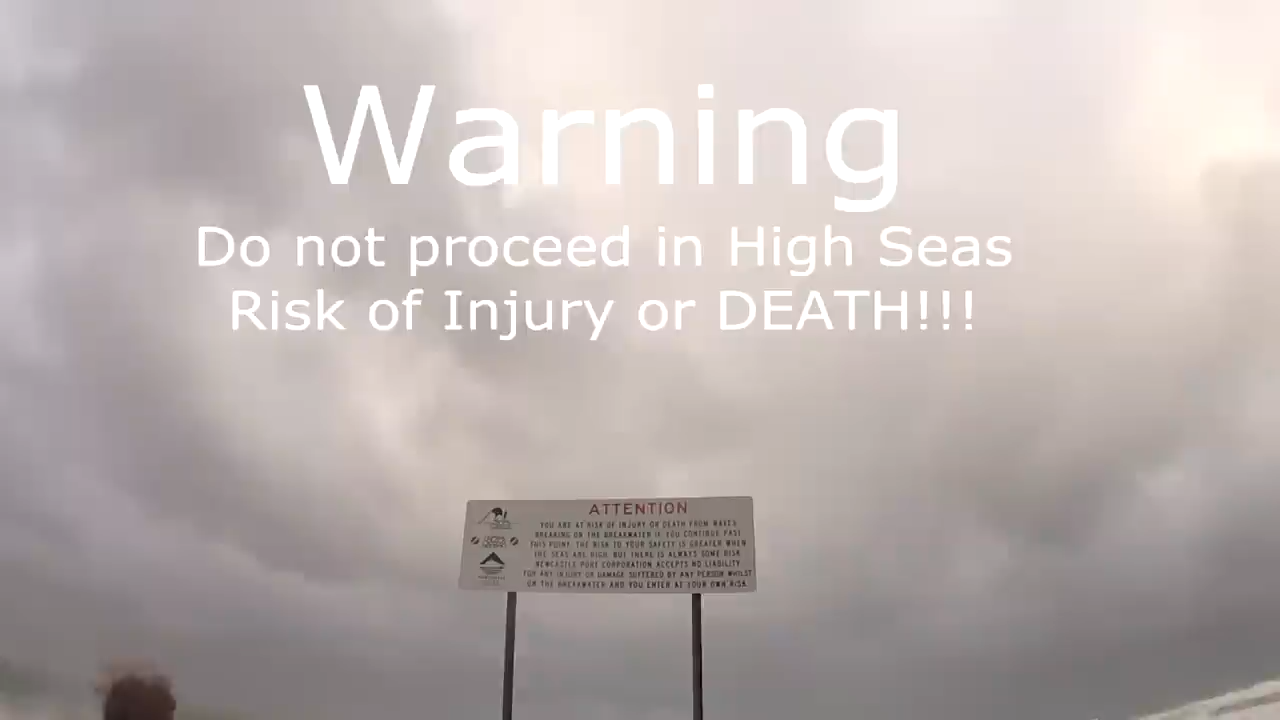 Warning
Do not proceed in High Seas
Risk of Injury or DEATH!!!
ATTENTION
YOU ARE AT RISK OF INJURY OR DEATH FROM WAVES
BREAKING ON THE BREAKWATER IF YOU CONTINUE PAST
THIS POINT. THE RISK TO YOUR SAFETY IS GREATER WHEN
THE SEAS ARE HIGH, BUT THERE IS ALWAYS SOME RISK
NEWCASTLE PORT CORPORATION ACCEPTS NO LIABILITY
FOR ANY INJURY OR DAMAGE SUFFERED BY ANY PERSON WHILST
ON THE BREAKWATER AND YOU ENTER AT YOUR OWN RISK